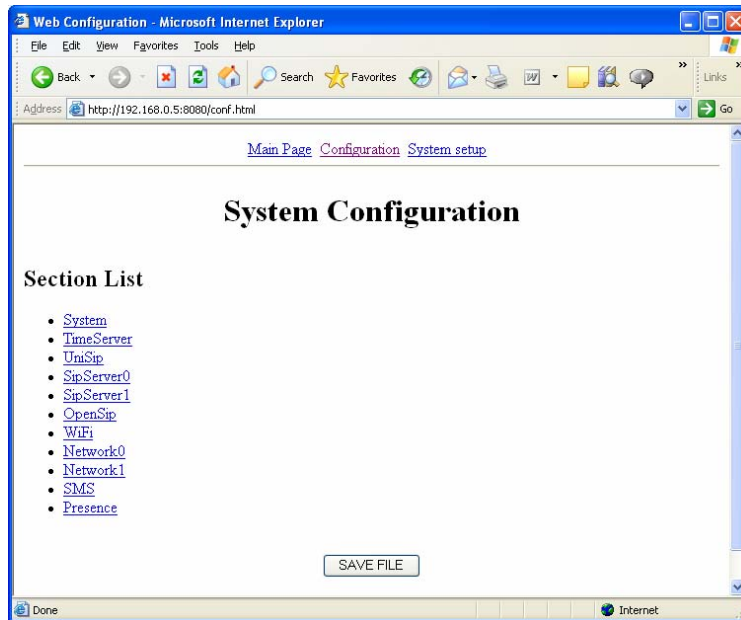 Web Configuration - Microsoft Internet Explorer
File Edit View Favorites Tools Help
Back Search Favorites W » Links »
Address http://192.168.0.5:8080/conf.html Go
Main Page Configuration System setup
System Configuration
Section List
System
TimeServer
UniSip
SipServer0
SipServer1
OpenSip
WiFi
Network0
Network1
SMS
Presence
SAVE FILE
Done Internet